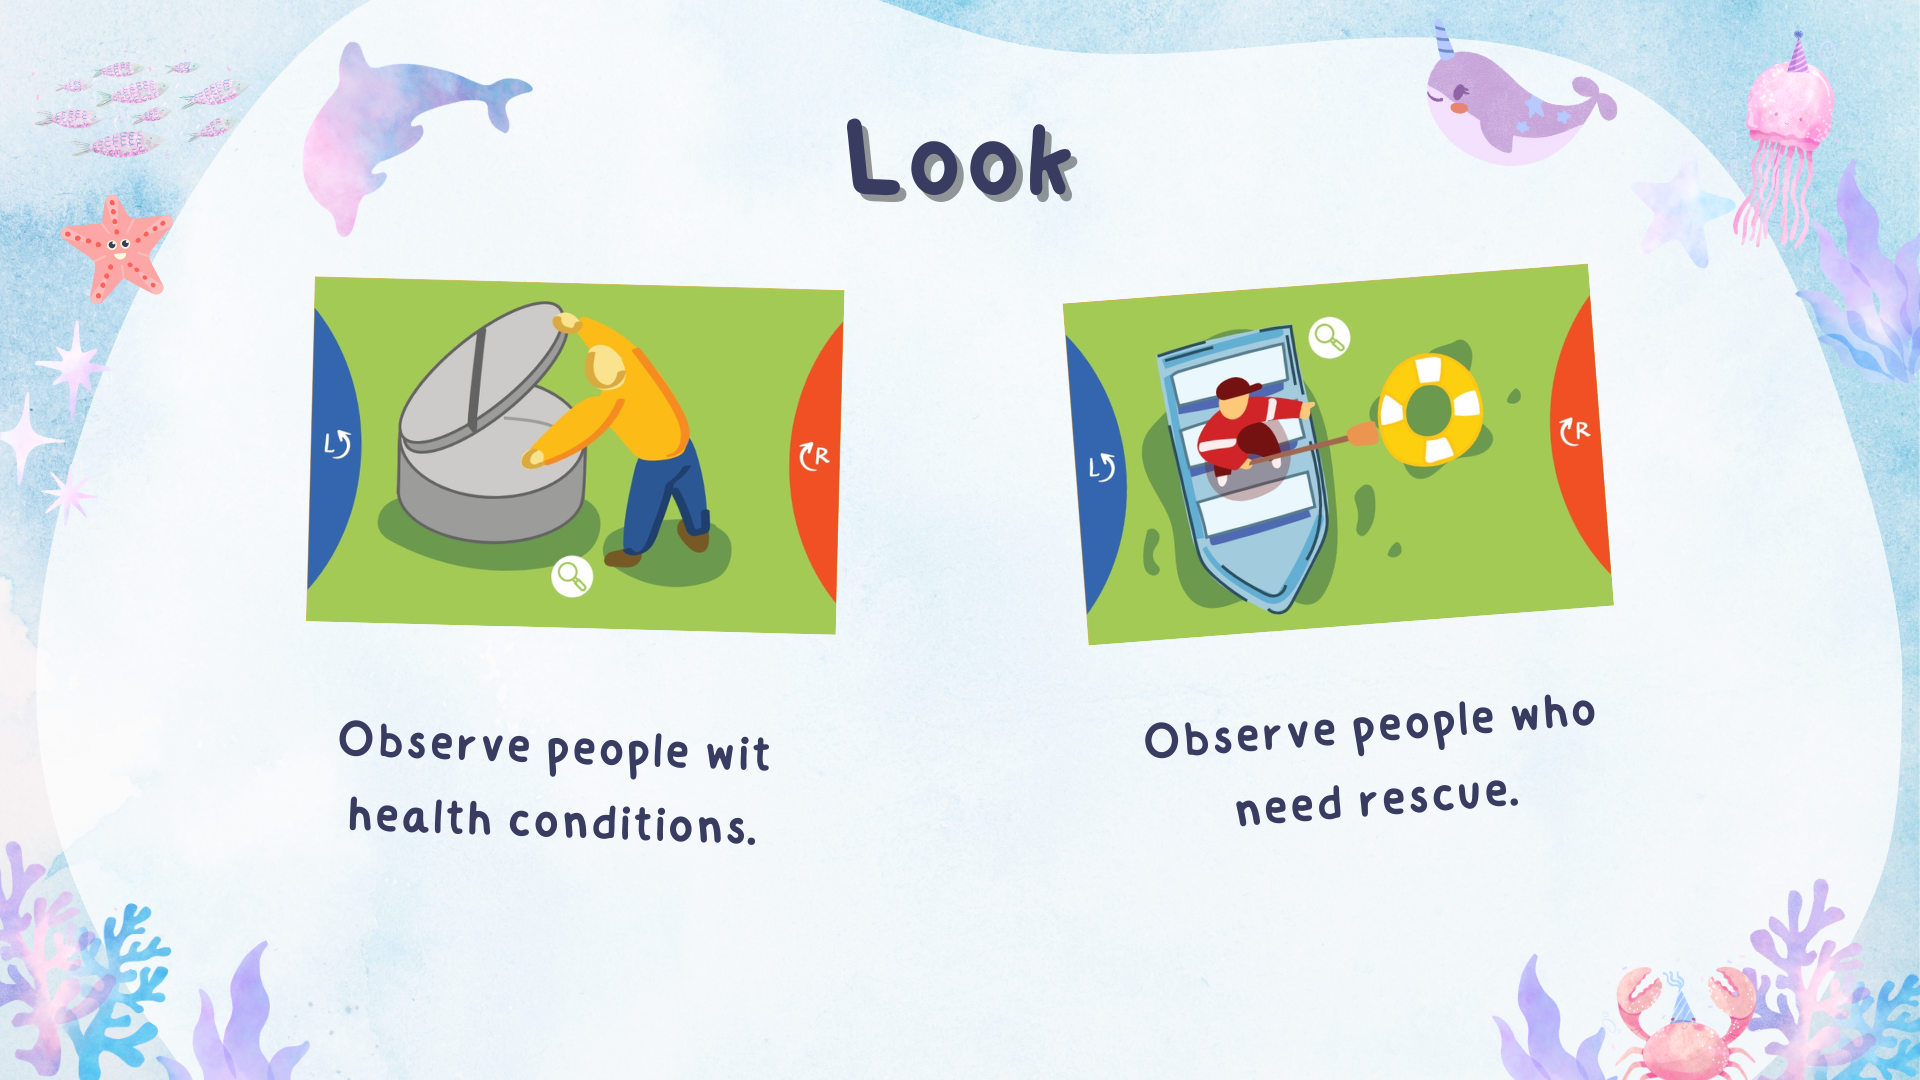 Look
L
R
L
R
Observe people wit
health conditions.
Observe people who
need rescue.